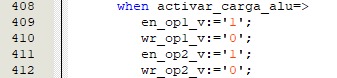 408 when activar_carga_alu=>
409 en_op1_v:='1';
410 wr_op1_v:='0';
411 en_op2_v:='1';
412 wr_op2_v:='0';